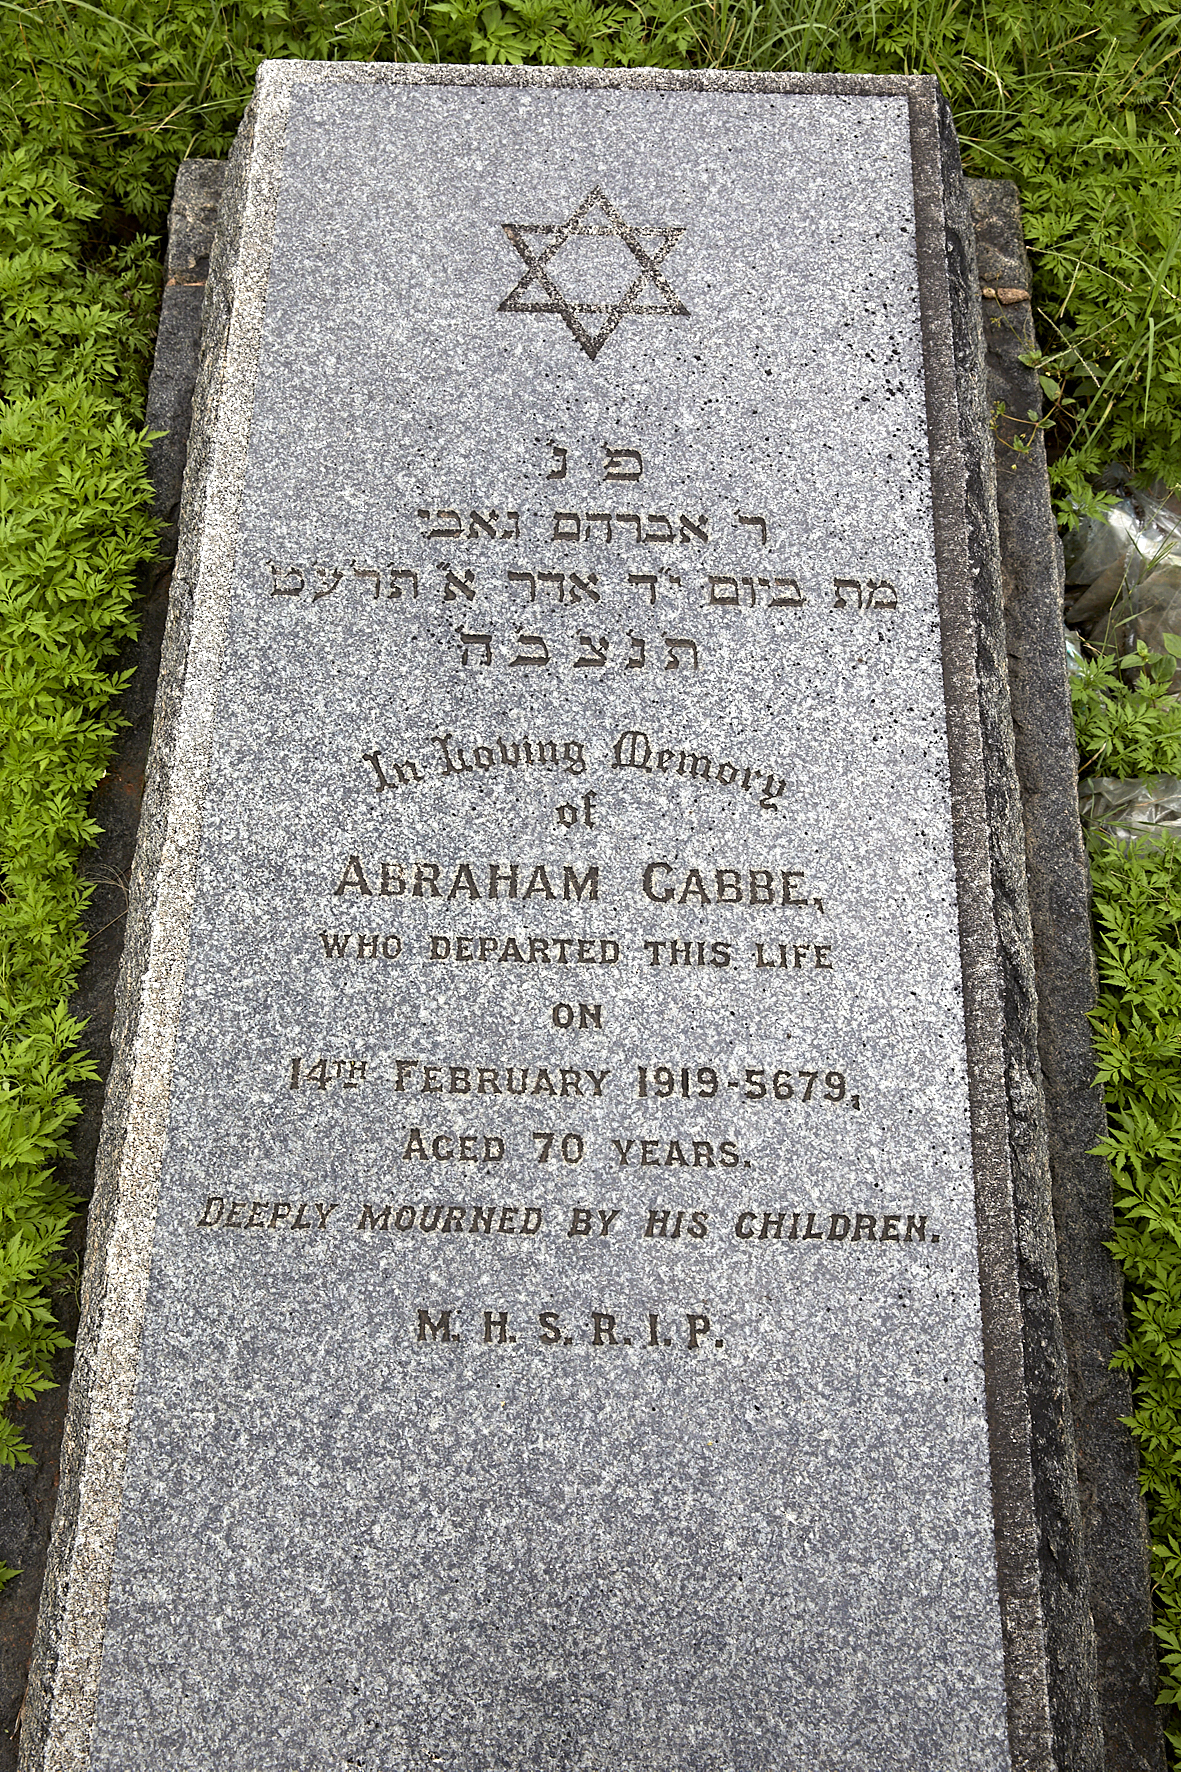 פ נ
ר' אברהם גאבי
מת ביום י"ד אדר א' תרע"ט
תנצב"ה
In Loving Memory
of
ABRAHAM GABBE,
WHO DEPARTED THIS LIFE
ON
14TH FEBRUARY 1919-5679,
AGED 70 YEARS.
DEEPLY MOURNED BY HIS CHILDREN.
M. H. S. R. I. P.